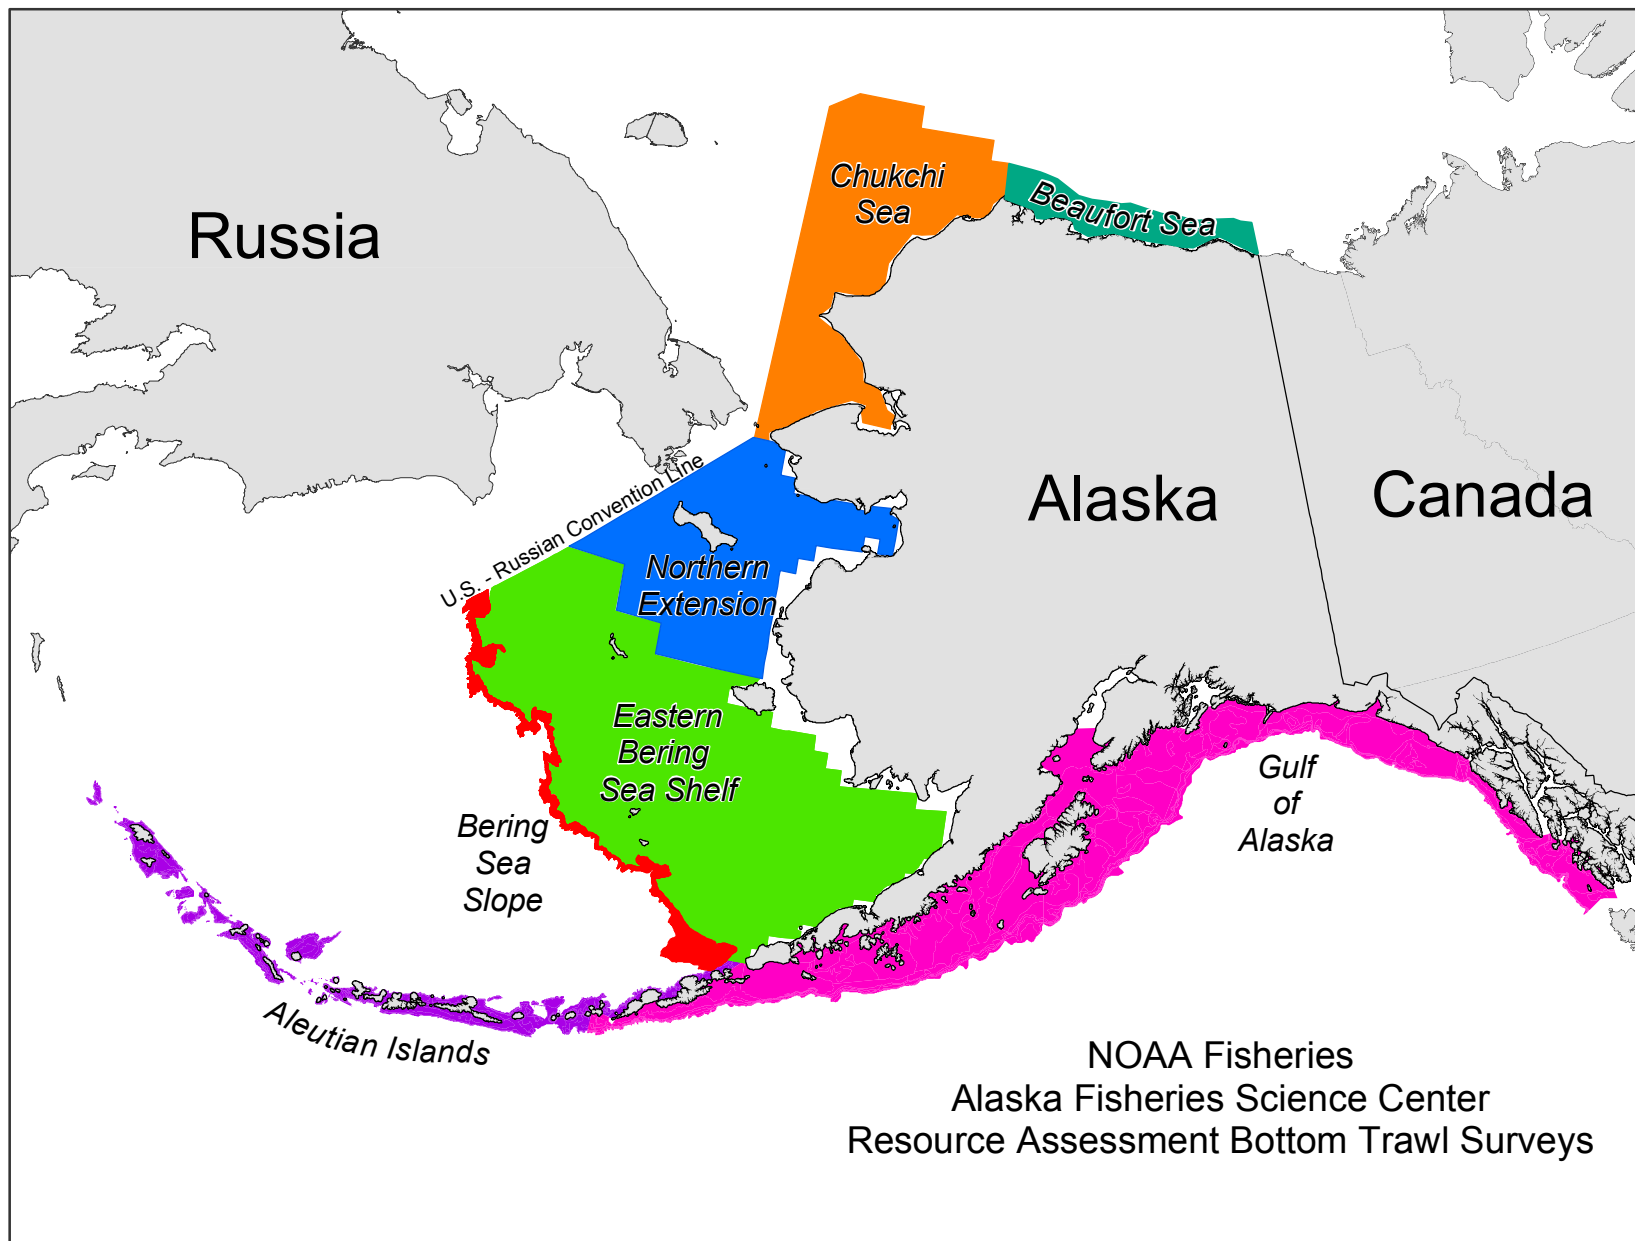 Chukchi
Sea
Beaufort Sea
Russia
Alaska
Canada
U.S. - Russian Convention Line
Northern
Extension
Eastern
Bering
Sea Shelf
Gulf
of
Alaska
Bering
Sea
Slope
Aleutian Islands
NOAA Fisheries
Alaska Fisheries Science Center
Resource Assessment Bottom Trawl Surveys